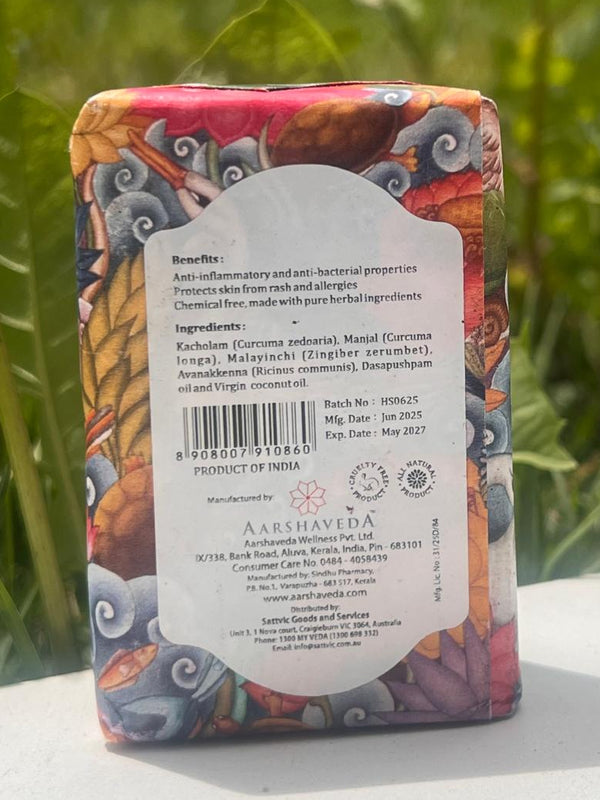 Benefits :
Anti-inflammatory and anti-bacterial properties
Protects skin from rash and allergies
Chemical free, made with pure herbal ingredients
Ingredients :
Kacholam (Curcuma zedoaria), Manjal (Curcuma
longa), Malayinchi (Zingiber zerumbet),
Avanakkenna (Ricinus communis), Dasapushpam
oil and Virgin coconut oil.
Batch No : HS0625
Mfg. Date : Jun 2025
Exp. Date : May 2027
8 908007 910860
PRODUCT OF INDIA
CRUELTY FREE PRODUCT
ALL NATURAL PRODUCT
Manufactured by:
AARSHAVEDA
Aarshaveda Wellness Pvt. Ltd.
IX/338, Bank Road, Aluva, Kerala, India, Pin - 683101
Consumer Care No. 0484 - 4058439
Manufactured by: Sindhu Pharmacy,
P.B. No.1, Varapuzha - 683 517, Kerala
www.aarshaveda.com
Mfg. Lic. No : 31/25D/84
Distributed by:
Sattvic Goods and Services
Unit 3, 1 Nova court, Craigieburn VIC 3064, Australia
Phone: 1300 MY VEDA (1300 698 332)
Email: info@sattvic.com.au